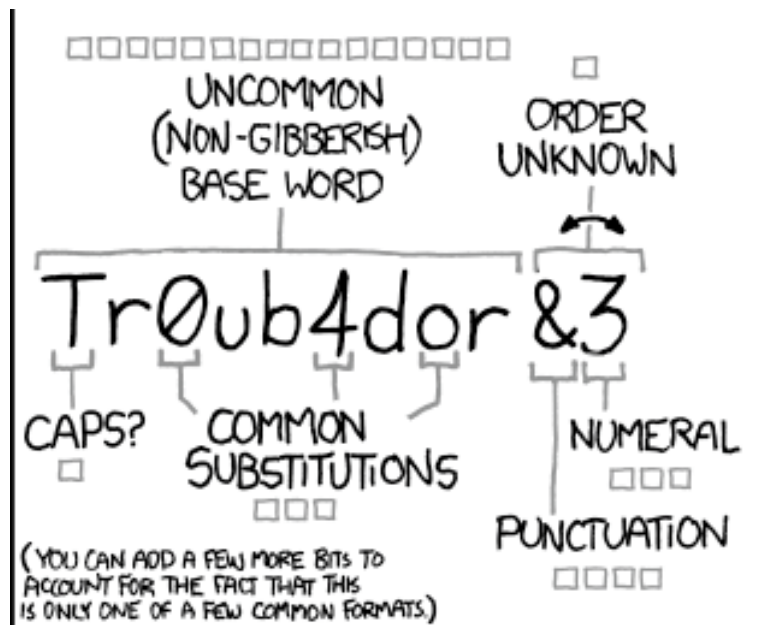 UNCOMMON
(NON-GIBBERISH)
BASE WORD
ORDER
UNKNOWN
Tr0ub4dor &3
CAPS?
COMMON
SUBSTITUTIONS
NUMERAL
PUNCTUATION
(YOU CAN ADD A FEW MORE BITS TO
ACCOUNT FOR THE FACT THAT THIS
IS ONLY ONE OF A FEW COMMON FORMATS.)